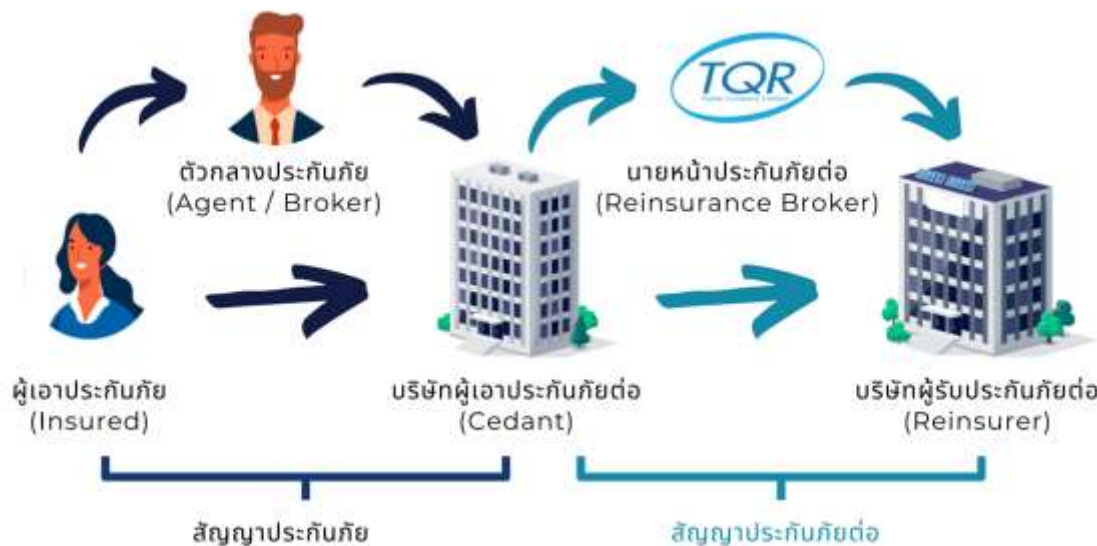 TQR
ตัวกลางประกันภัย
(Agent / Broker)
นายหน้าประกันภัยต่อ
(Reinsurance Broker)
ผู้เอาประกันภัย
(Insured)
บริษัทผู้เอาประกันภัยต่อ
(Cedant)
บริษัทผู้รับประกันภัยต่อ
(Reinsurer)
สัญญาประกันภัย
สัญญาประกันภัยต่อ